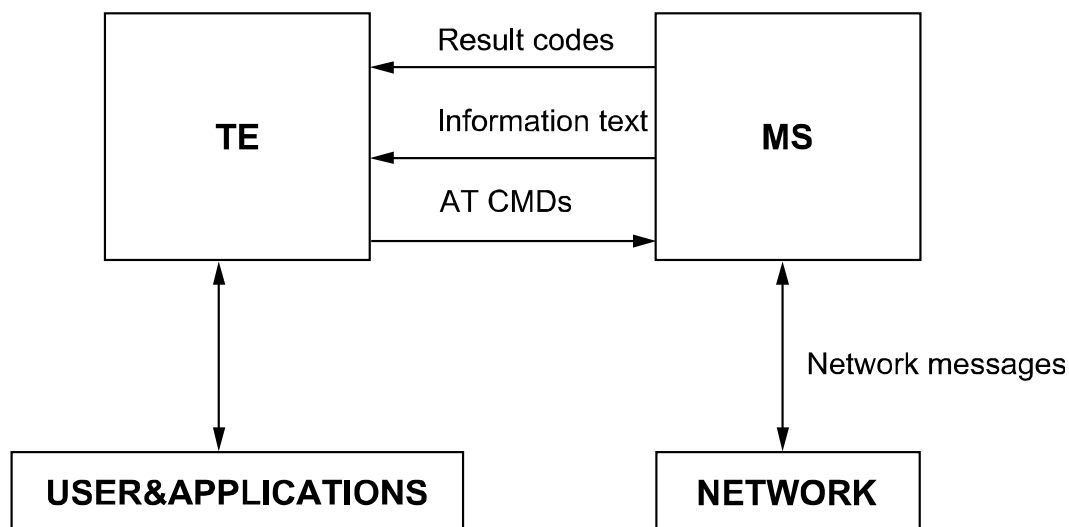 Result codes
TE
Information text
MS
AT CMDs
Network messages
USER&APPLICATIONS
NETWORK